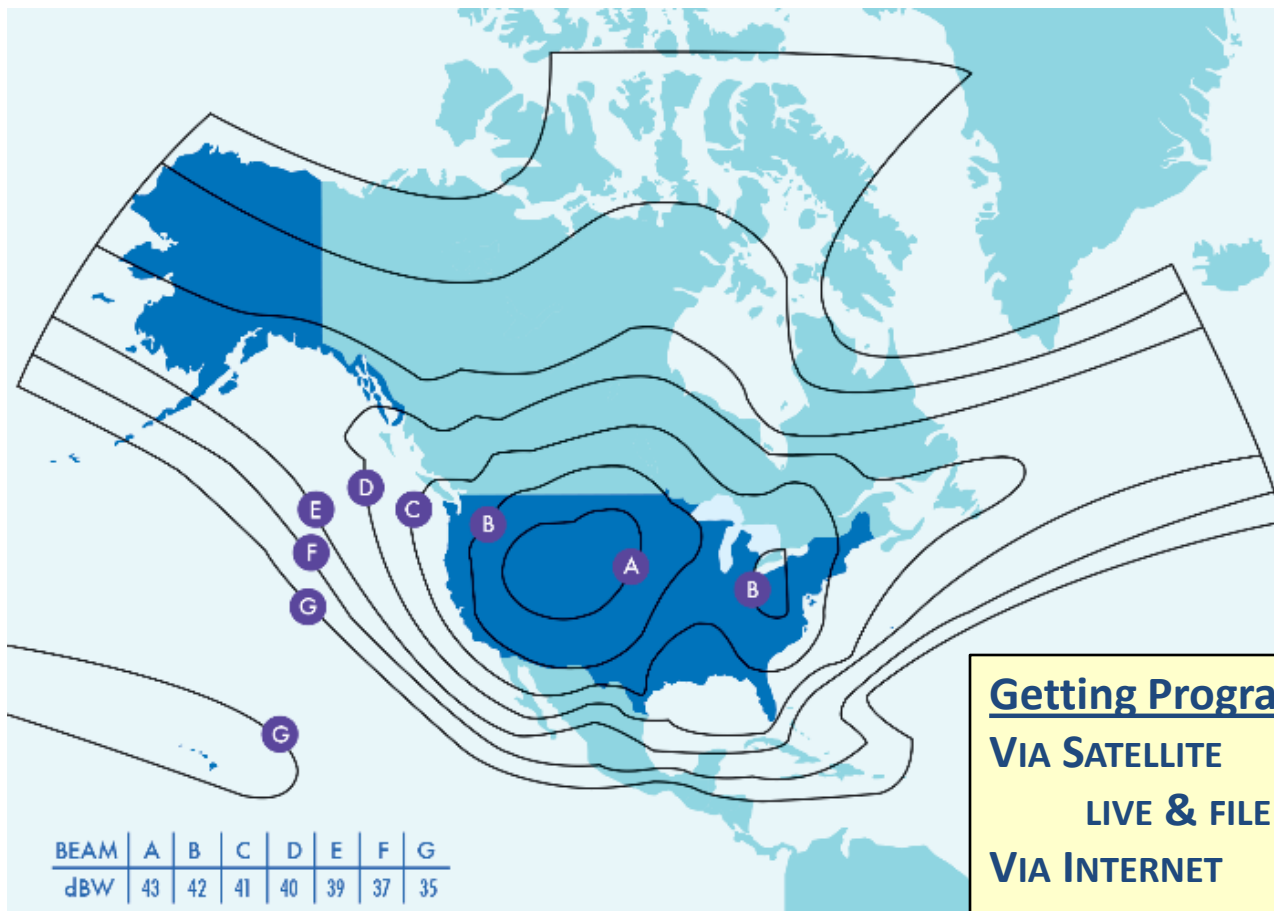 D
C
B
E
F
G
A
B
G
BEAM A B C D E F G
dBW 43 42 41 40 39 37 35
Getting Progra
VIA SATELLITE
LIVE & FILE
VIA INTERNET